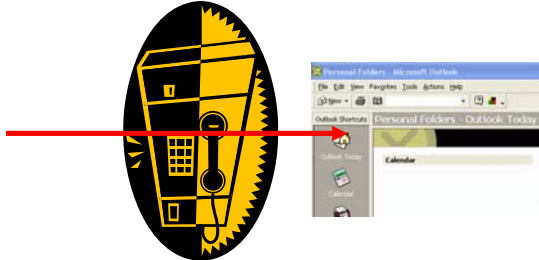 Personal Folders - Microsoft Outlook
File Edit View Favorites Tools Actions Help
New
Outlook Shortcuts
Personal Folders - Outlook Today
Outlook Today
Calendar
Calendar